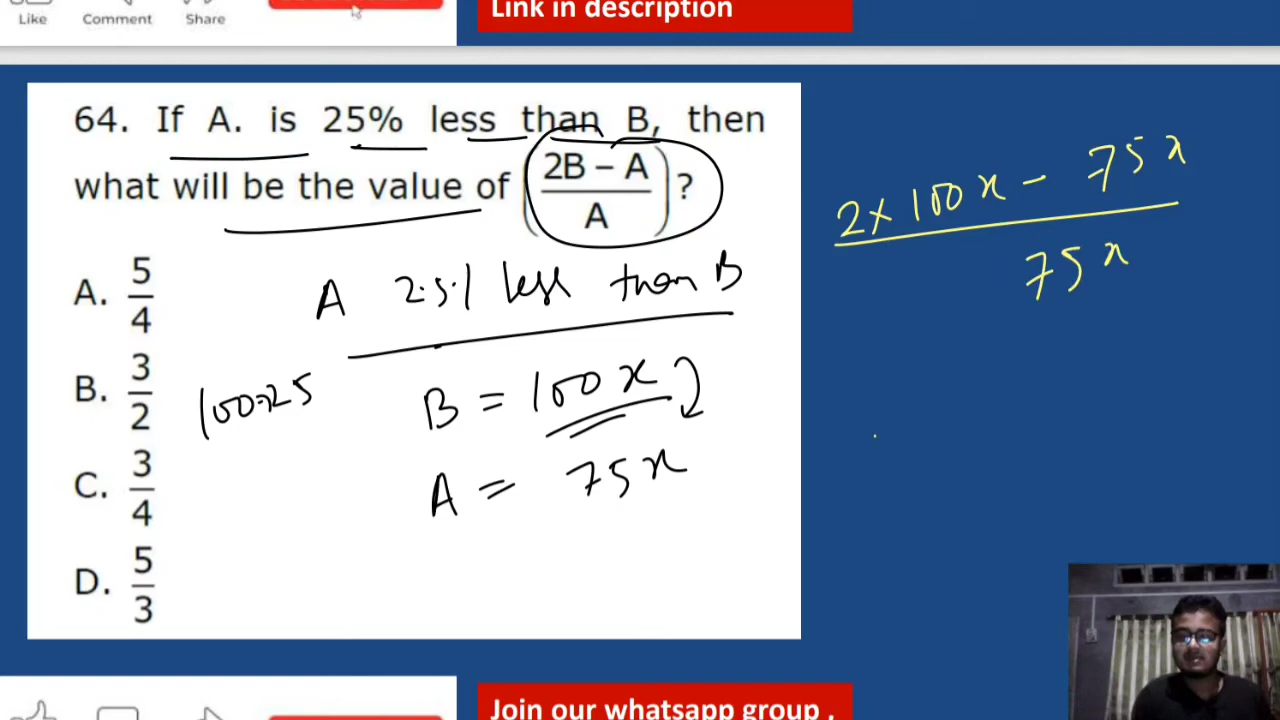 Like Comment Share
Link in description
64. If A. is 25% less than B, then
what will be the value of (2B – A / A)?
A. 5/4
B. 3/2
C. 3/4
D. 5/3
A 25% less than B
100-25
B = 100x
A = 75x
2 x 100x - 75x
75x
Join our whatsapp group ,